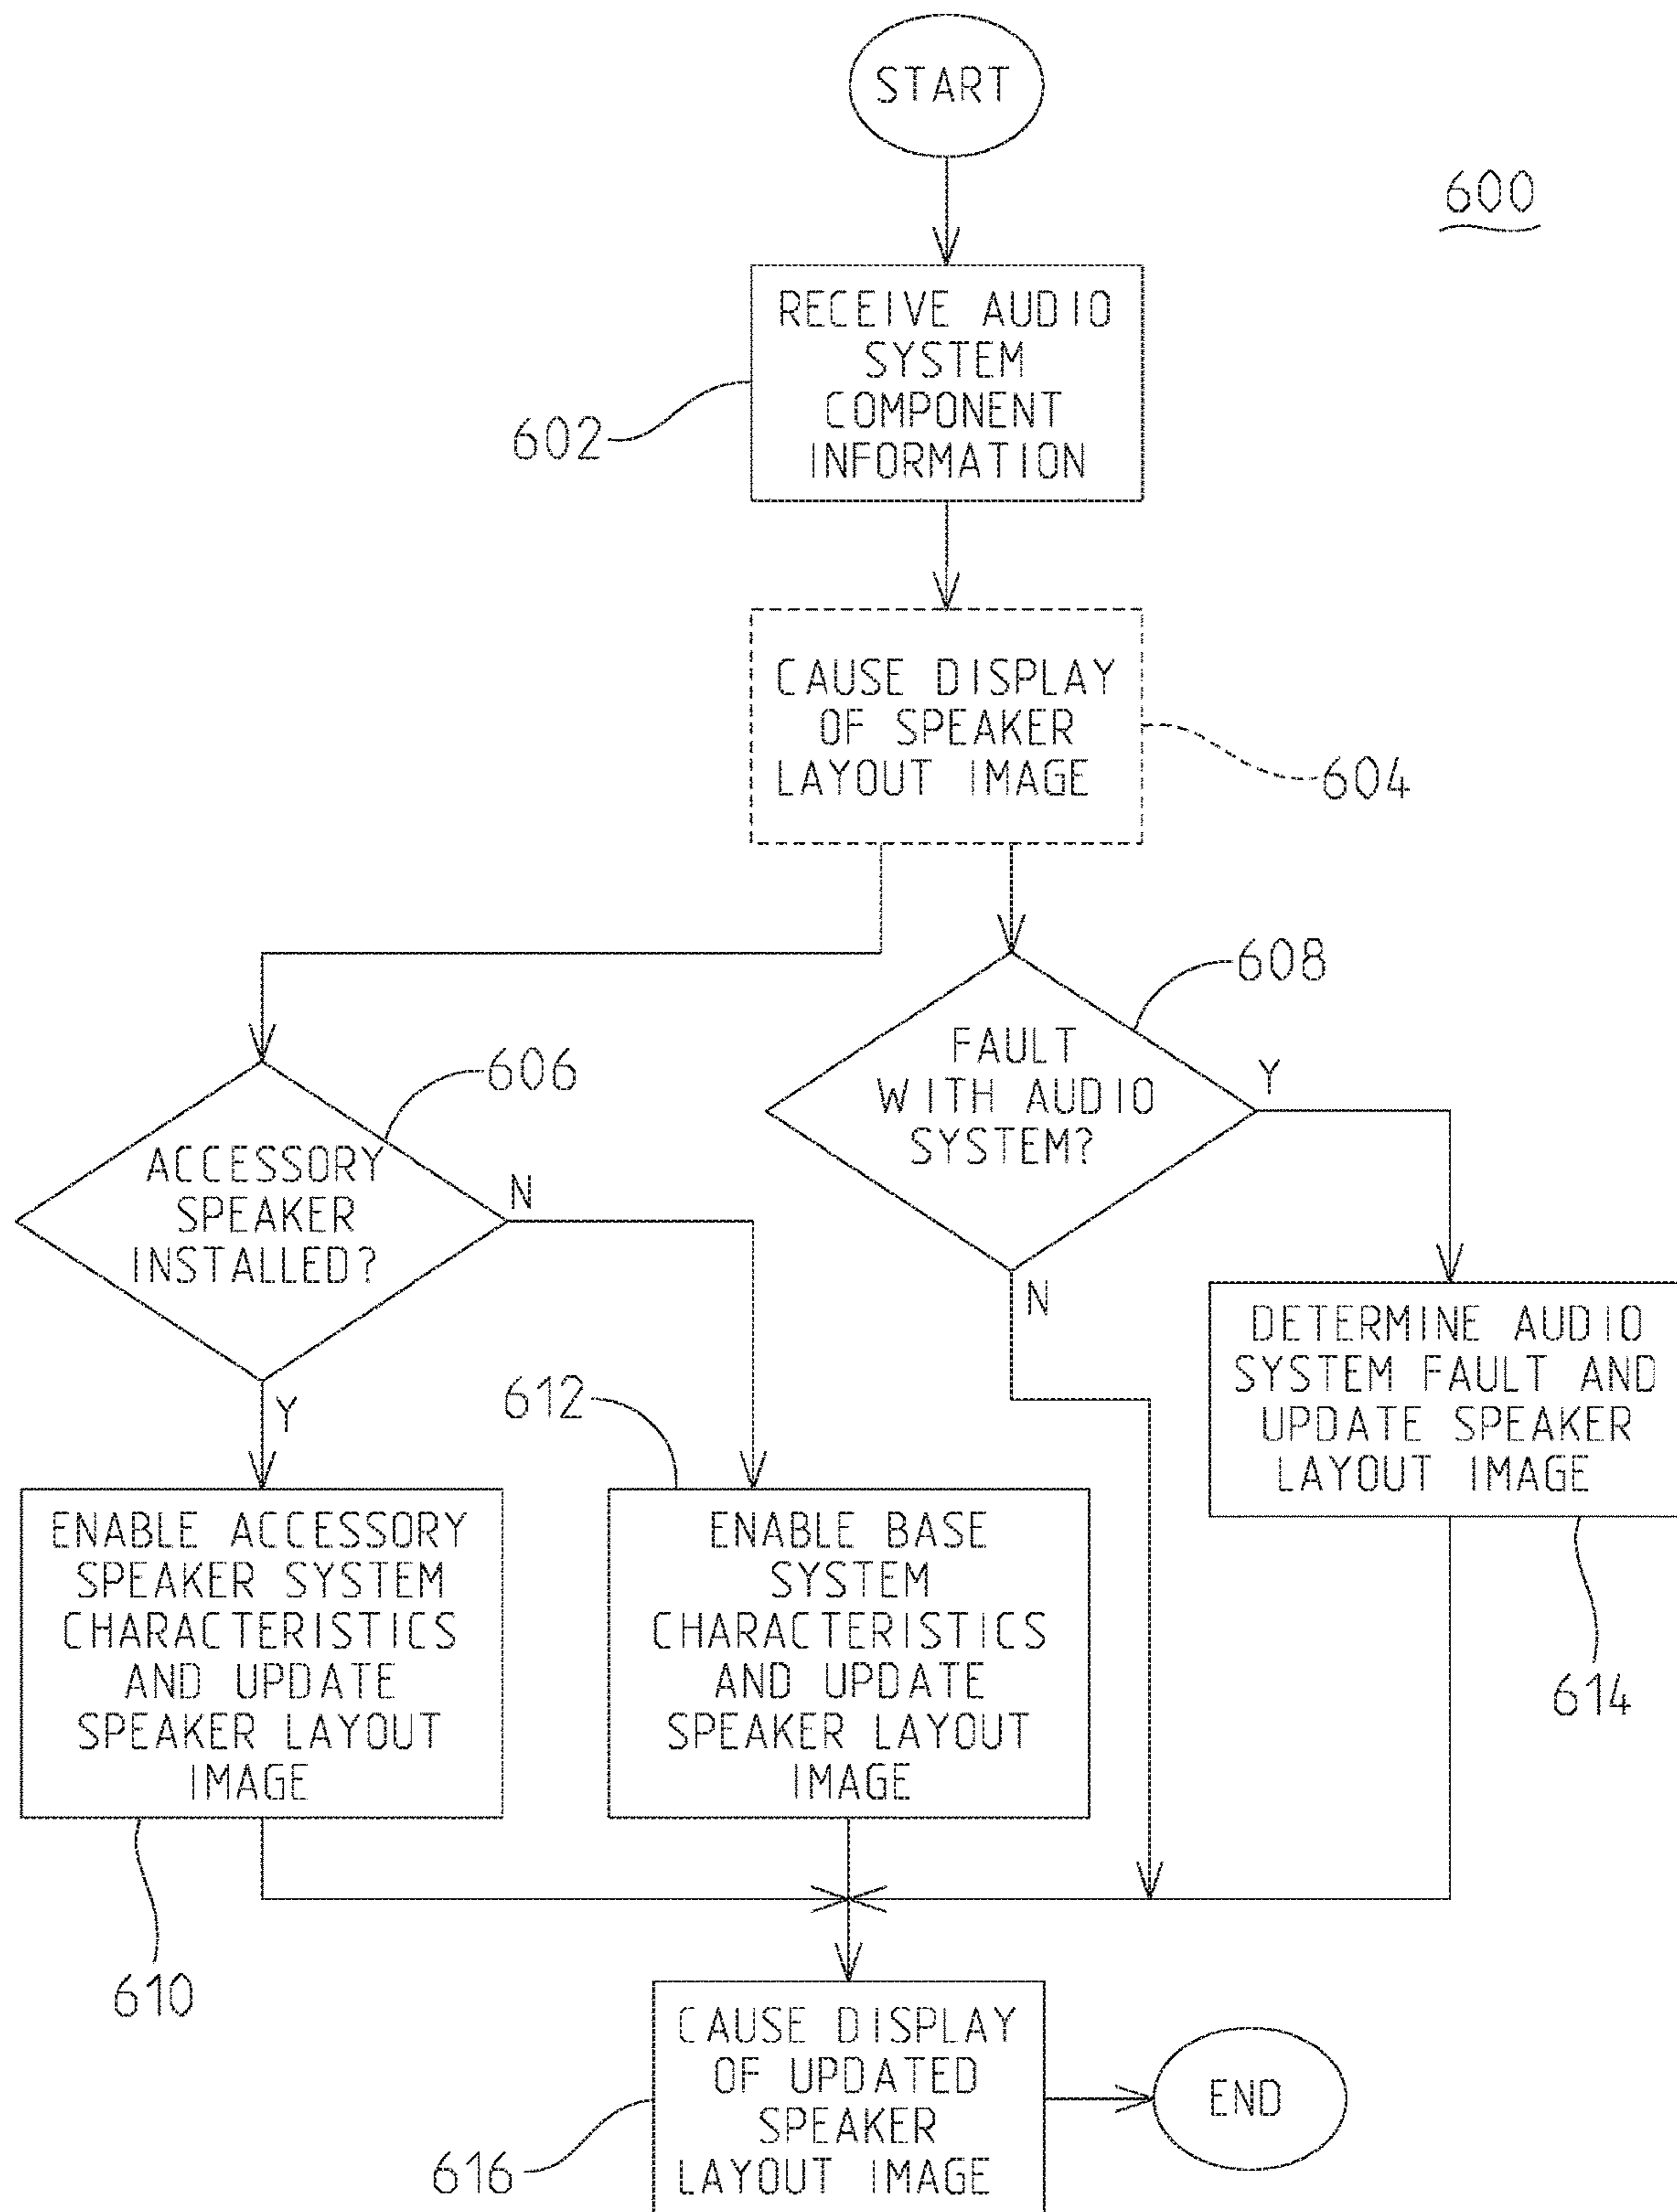 START
600
RECEIVE AUDIO
SYSTEM
COMPONENT
INFORMATION
602
CAUSE DISPLAY
OF SPEAKER
LAYOUT IMAGE
604
608
FAULT
WITH AUDIO
SYSTEM?
Y
N
606
ACCESSORY
SPEAKER
INSTALLED?
N
Y
612
DETERMINE AUDIO
SYSTEM FAULT AND
UPDATE SPEAKER
LAYOUT IMAGE
614
ENABLE ACCESSORY
SPEAKER SYSTEM
CHARACTERISTICS
AND UPDATE
SPEAKER LAYOUT
IMAGE
610
ENABLE BASE
SYSTEM
CHARACTERISTICS
AND UPDATE
SPEAKER LAYOUT
IMAGE
CAUSE DISPLAY
OF UPDATED
SPEAKER
LAYOUT IMAGE
616
END